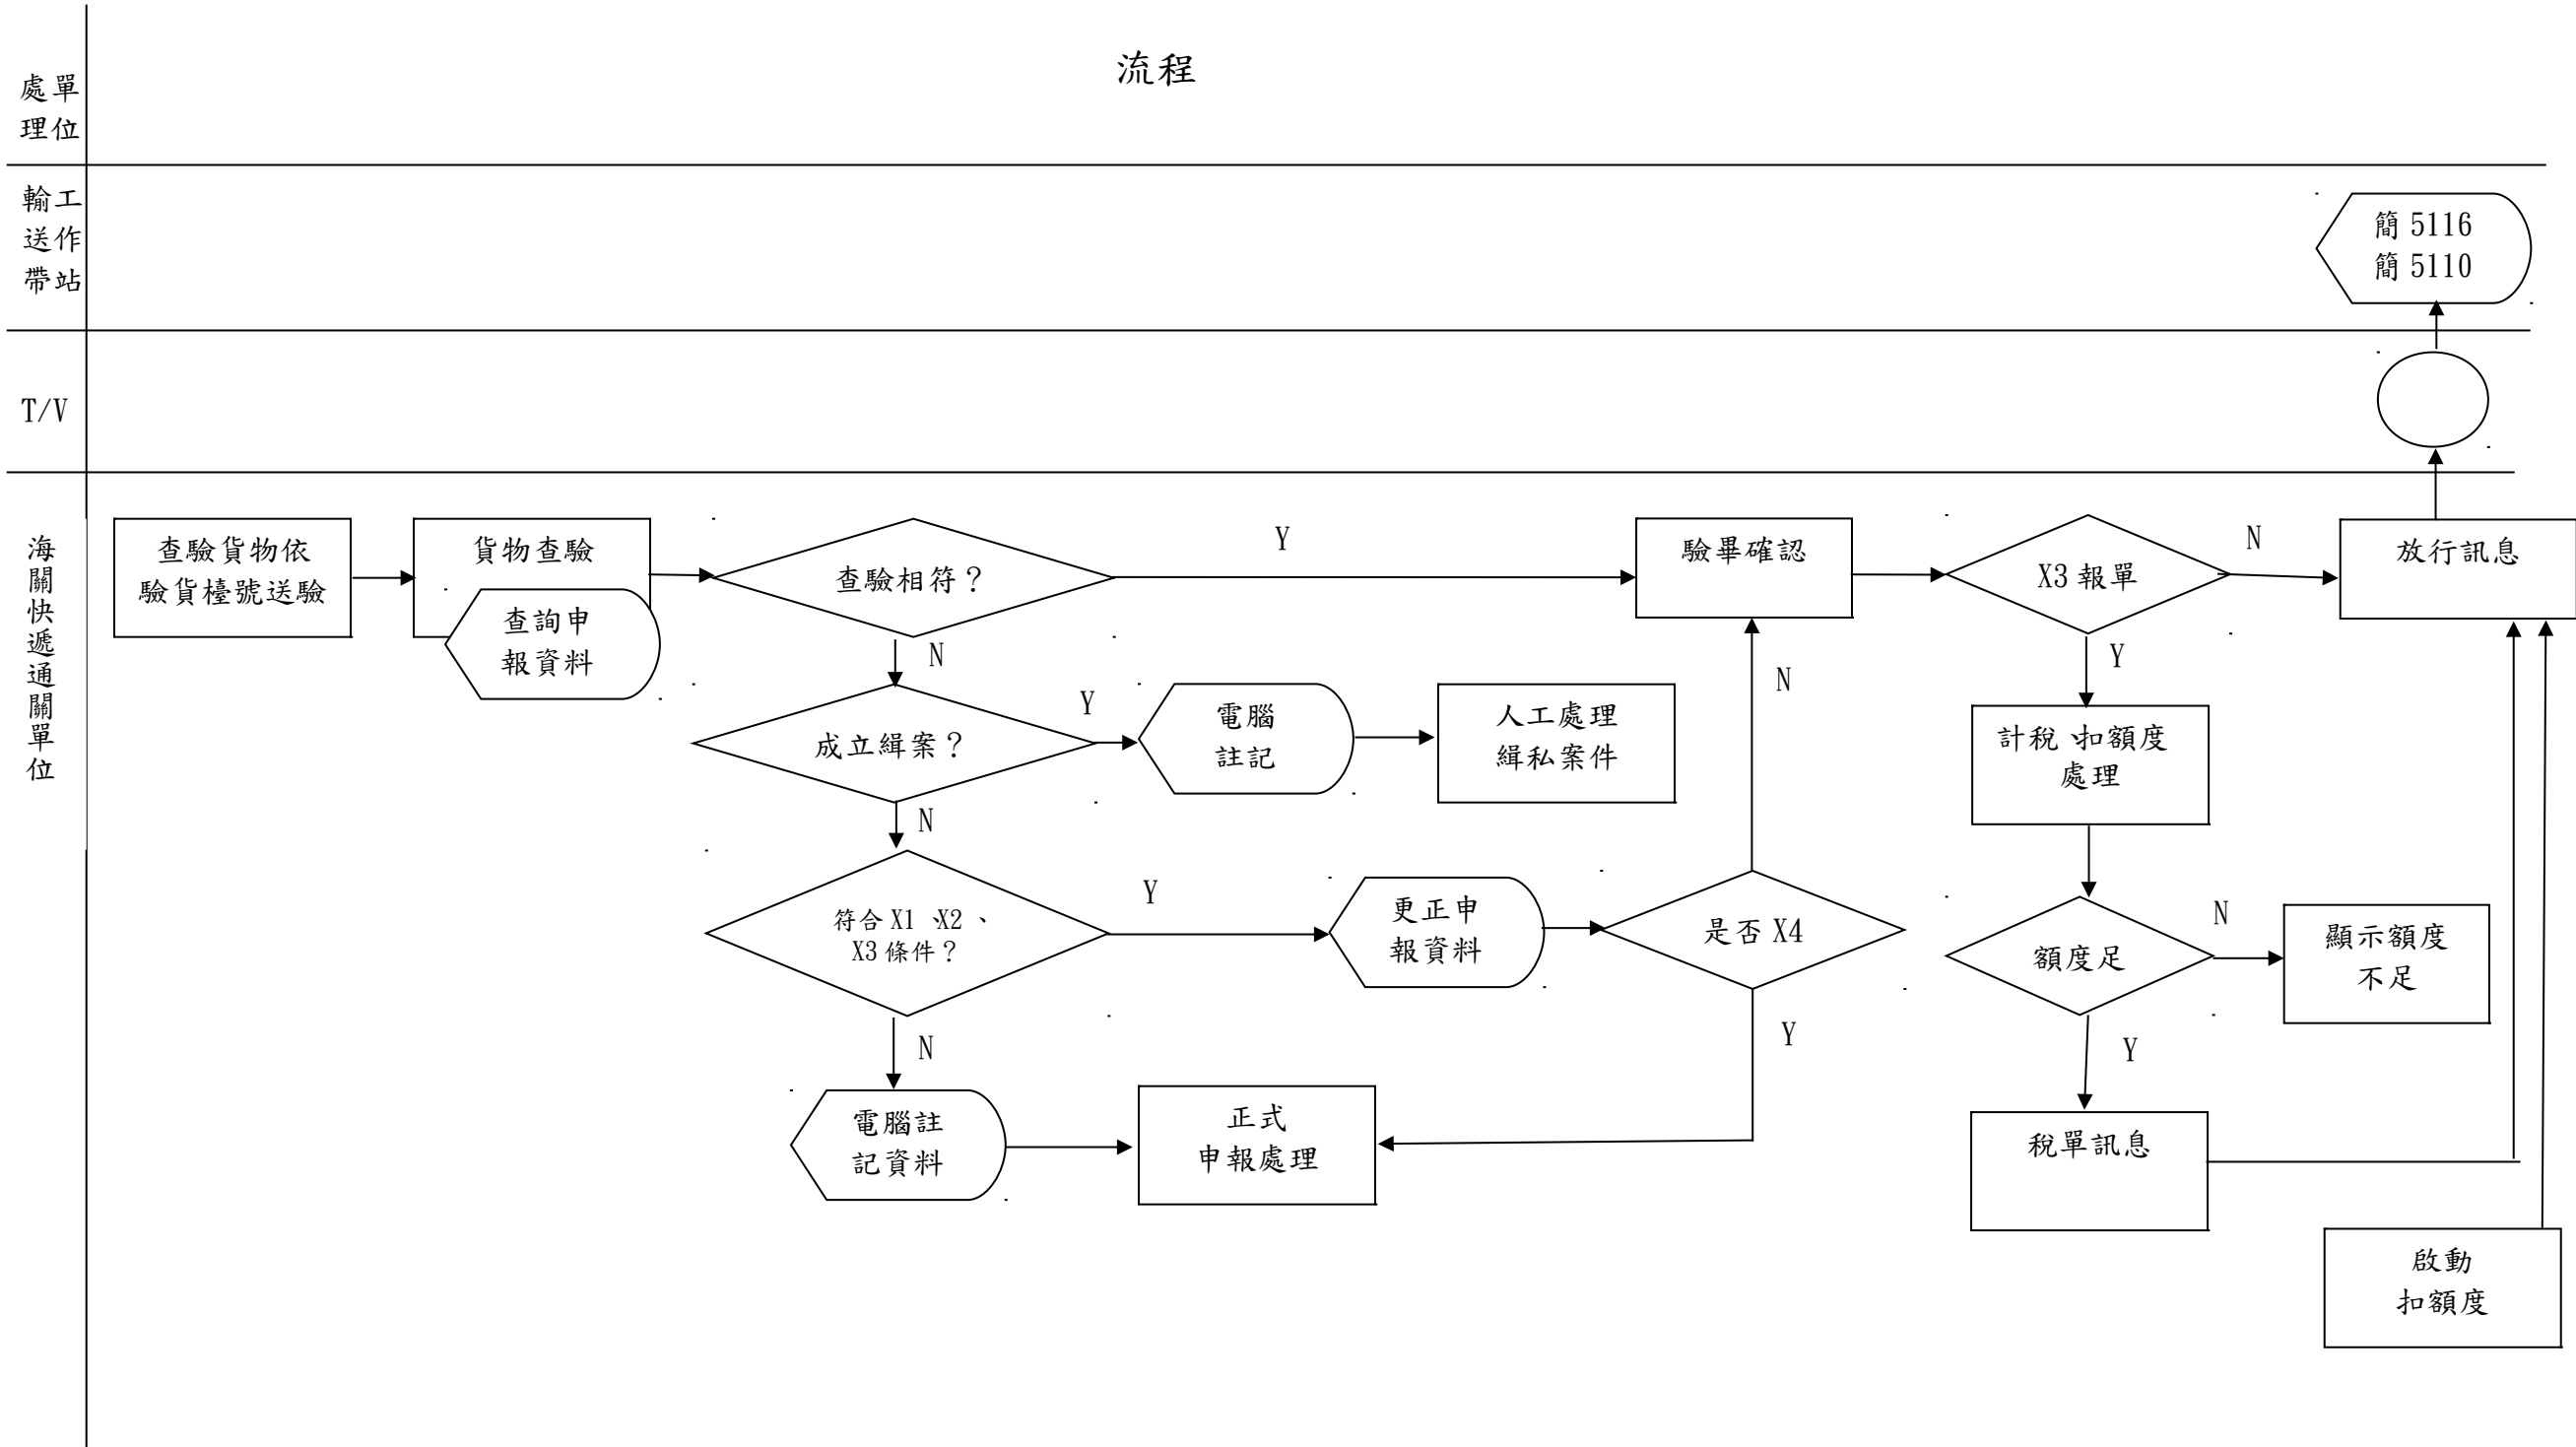 流程
處單
理位
輸工
送作
帶站
簡 5116
簡 5110
T/V
海關快遞通關單位
查驗貨物依
驗貨檯號送驗
貨物查驗
查詢申
報資料
查驗相符？
Y
N
驗畢確認
X3 報單
N
Y
放行訊息
成立緝案？
Y
N
電腦
註記
人工處理
緝私案件
N
計稅、扣額度
處理
符合 X1、X2、
X3 條件？
Y
N
更正申
報資料
是否 X4
Y
額度足
N
Y
顯示額度
不足
電腦註
記資料
正式
申報處理
稅單訊息
啟動
扣額度